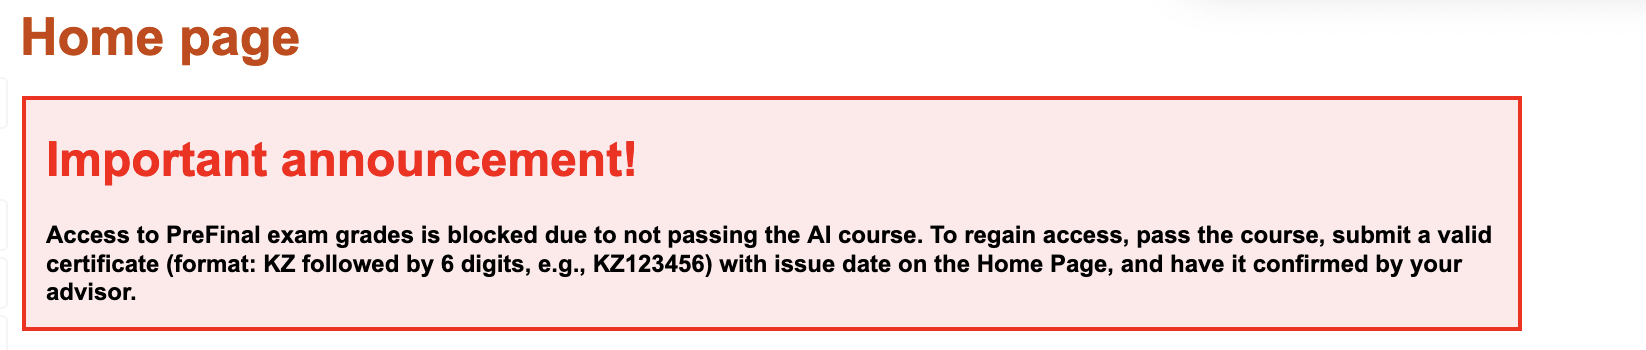 Home page
Important announcement!
Access to PreFinal exam grades is blocked due to not passing the AI course. To regain access, pass the course, submit a valid
certificate (format: KZ followed by 6 digits, e.g., KZ123456) with issue date on the Home Page, and have it confirmed by your
advisor.